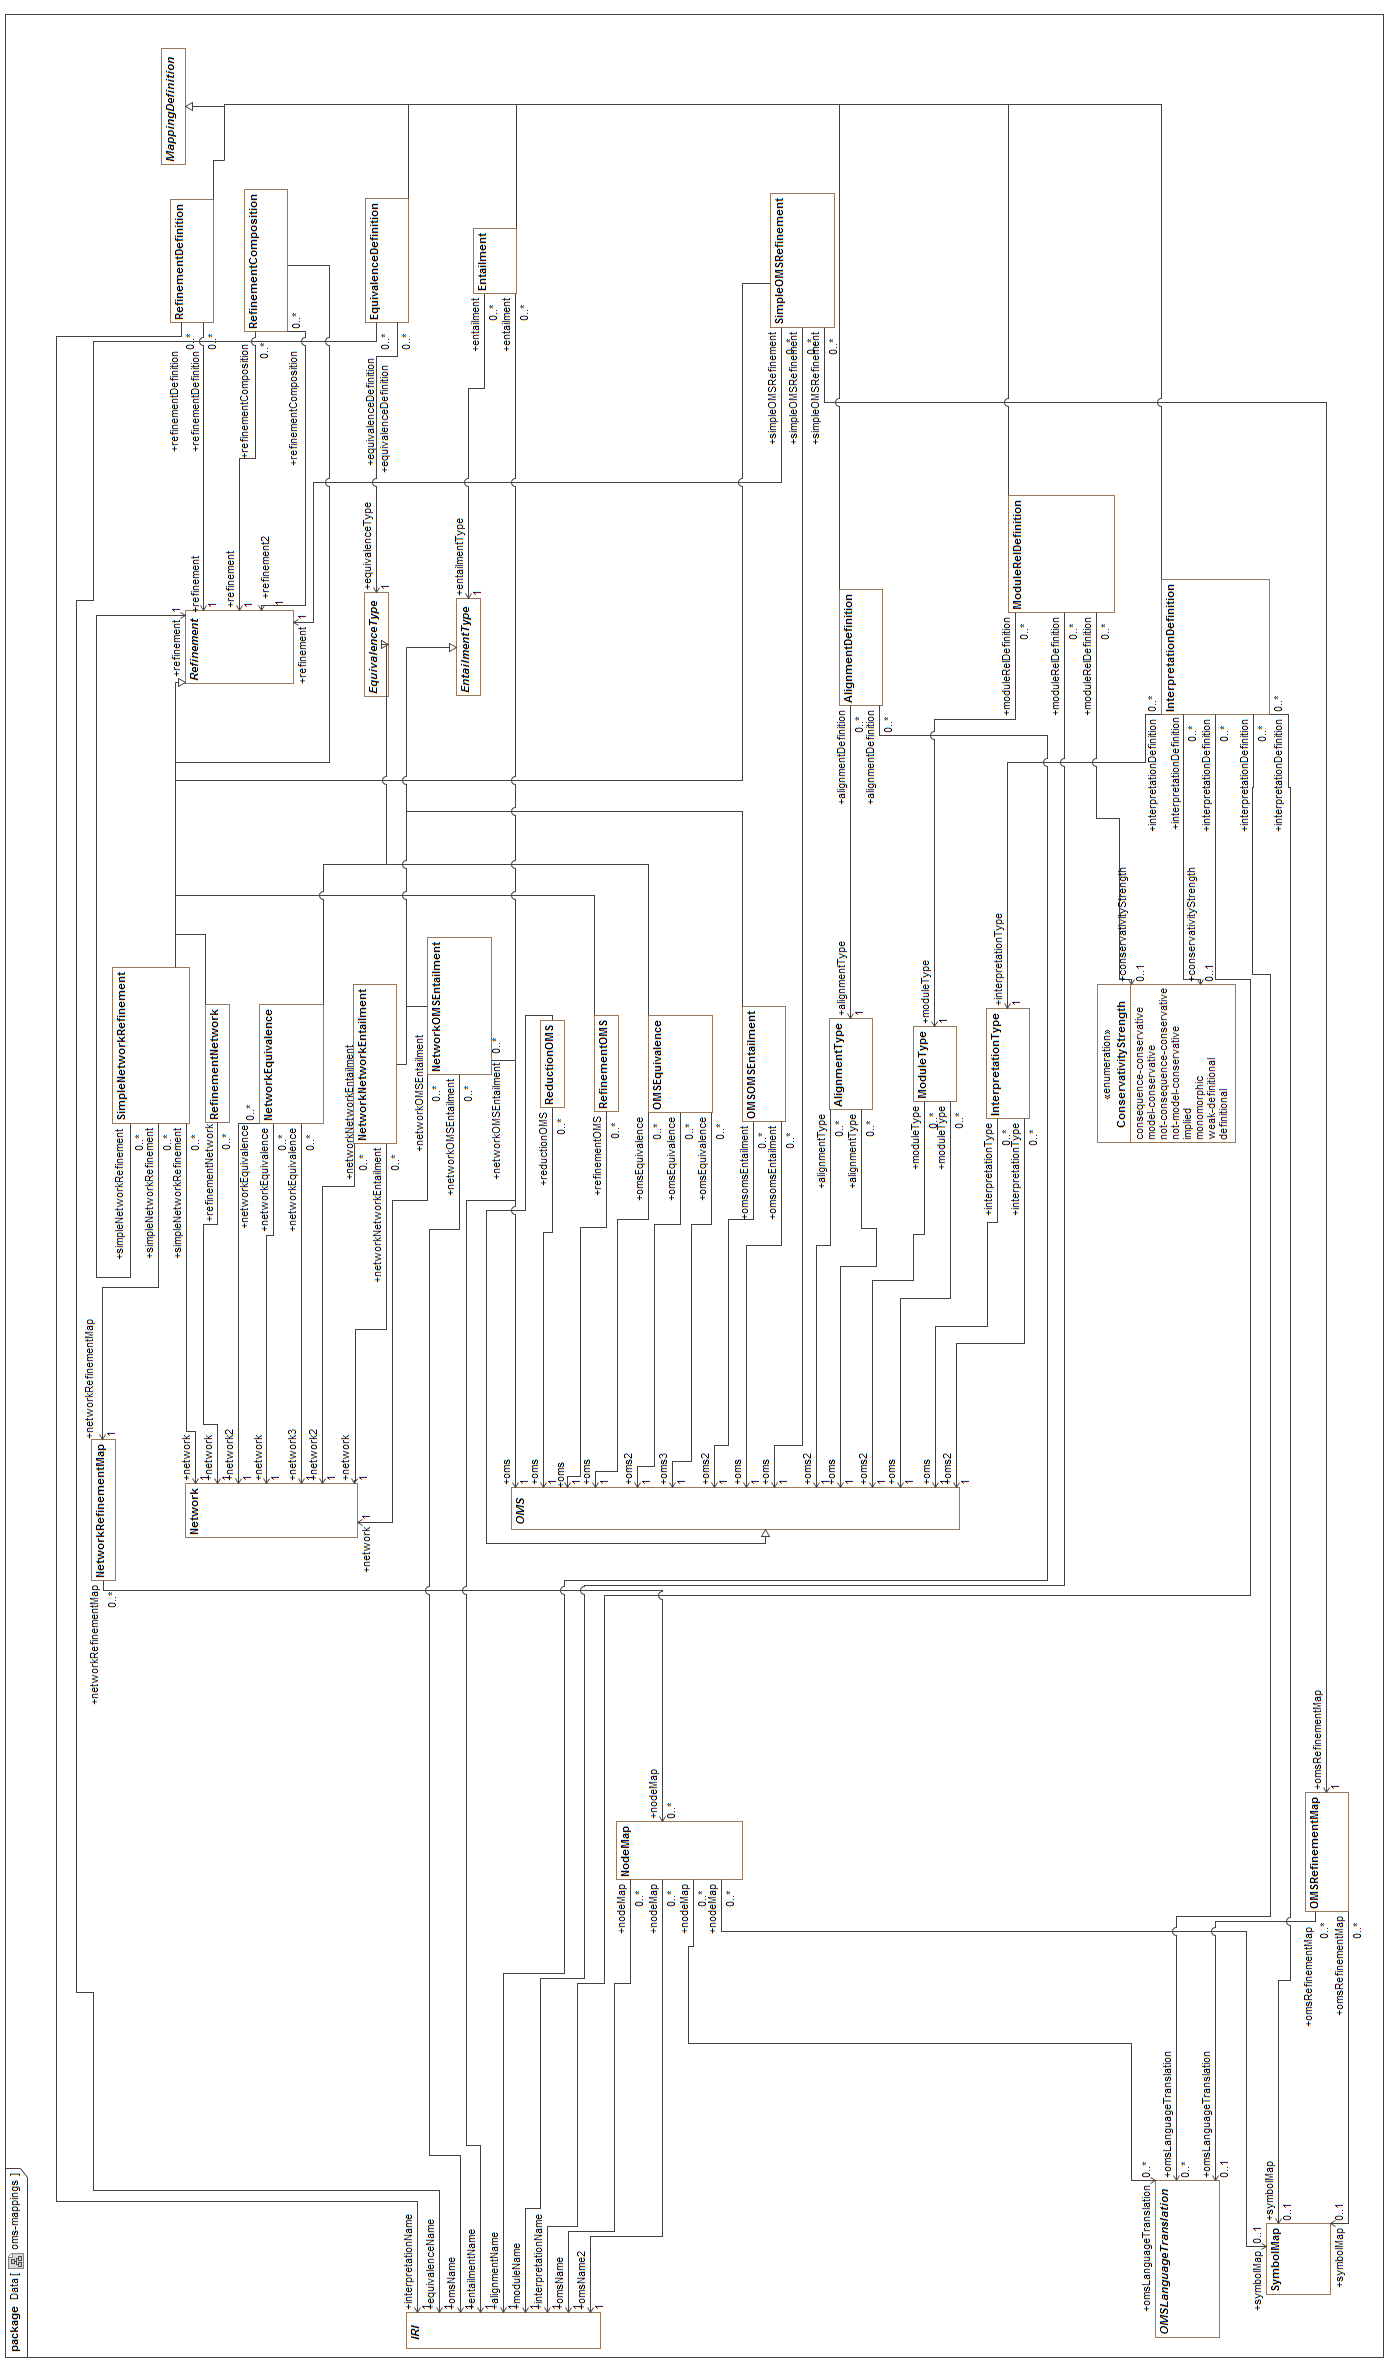 package Data [ oms-mappings ]
MappingDefinition
RefinementDefinition
0..*
+refinementDefinition
0..*
+refinementDefinition
RefinementComposition
0..*
+refinementComposition
0..*
+refinementComposition
EquivalenceDefinition
0..*
+equivalenceDefinition
0..*
+equivalenceDefinition
Entailment
+entailment
0..*
+entailment
0..*
SimpleOMSRefinement
+simpleOMSRefinement
0..*
+simpleOMSRefinement
0..*
+simpleOMSRefinement
0..*
Refinement
+refinement
1
+refinement
1
+refinement
1
+refinement2
1
+refinement
1
EquivalenceType
+equivalenceType
1
EntailmentType
+entailmentType
1
AlignmentDefinition
+alignmentDefinition
0..*
+alignmentDefinition
0..*
ModuleRelDefinition
+moduleRelDefinition
0..*
+moduleRelDefinition
0..*
+moduleRelDefinition
0..*
InterpretationDefinition
+interpretationDefinition
0..*
+interpretationDefinition
0..*
+interpretationDefinition
0..*
+interpretationDefinition
0..*
+interpretationDefinition
0..*
SimpleNetworkRefinement
+simpleNetworkRefinement
0..*
+simpleNetworkRefinement
0..*
+simpleNetworkRefinement
0..*
RefinementNetwork
+refinementNetwork
0..*
NetworkEquivalence
+networkEquivalence
0..*
+networkEquivalence
+networkEquivalence
NetworkNetworkEntailment
+networkNetworkEntailment
0..*
+networkNetworkEntailment
0..*
NetworkOMSEntailment
+networkOMSEntailment
0..*
+networkOMSEntailment
0..*
+networkOMSEntailment
0..*
ReductionOMS
+reductionOMS
0..*
RefinementOMS
+refinementOMS
0..*
OMSEquivalence
+omsEquivalence
0..*
+omsEquivalence
0..*
+omsEquivalence
0..*
OMSOMSEntailment
+omsomsEntailment
0..*
+omsomsEntailment
0..*
AlignmentType
+alignmentType
1
+alignmentType
0..*
+alignmentType
0..*
ModuleType
+moduleType
1
+moduleType
0..*
+moduleType
0..*
InterpretationType
+interpretationType
1
+interpretationType
0..*
+interpretationType
0..*
+conservativityStrength
0..1
+conservativityStrength
0..1
«enumeration»
ConservativityStrength
consequence-conservative
model-conservative
not-consequence-conservative
not-model-conservative
implied
monomorphic
weak-definitional
definitional
NetworkRefinementMap
+networkRefinementMap
1
+networkRefinementMap
0..*
Network
+network
1
+network
1
+network2
1
+network
1
+network3
1
+network2
1
+network
1
+network
1
OMS
+oms
1
+oms
1
+oms
1
+oms
1
+oms2
1
+oms3
1
+oms2
1
+oms
1
+oms
1
+oms2
1
+oms
1
+oms2
1
+oms
1
+oms
1
+oms2
1
NodeMap
+nodeMap
0..*
+nodeMap
0..*
+nodeMap
0..*
+nodeMap
0..*
+nodeMap
0..*
OMSRefinementMap
+omsRefinementMap
1
+omsRefinementMap
0..*
+omsRefinementMap
0..*
IRI
+interpretationName
1
+equivalenceName
1
+omsName
1
+entailmentName
1
+alignmentName
1
+moduleName
1
+interpretationName
1
+omsName
1
+omsName2
1
OMSLanguageTranslation
+omsLanguageTranslation
0..*
+omsLanguageTranslation
0..*
+omsLanguageTranslation
0..1
SymbolMap
+symbolMap
0..1
+symbolMap
0..1
+symbolMap
0..1